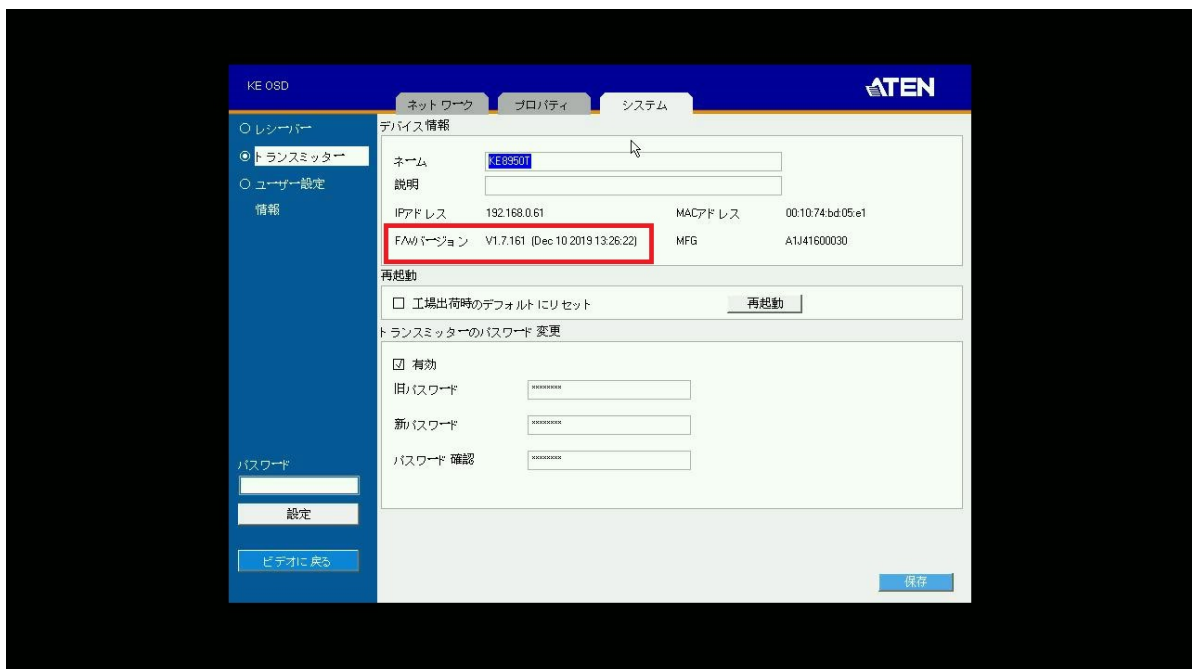 KE OSD
ATEN
ネットワーク プロパティ システム
レシーバー
トランスミッター
ユーザー設定
情報
デバイス情報
ネーム KE8950T
説明
IPアドレス 192.168.0.61 MACアドレス 00:10:74:bd:05:e1
F/Wバージョン V1.7.161 (Dec 10 2019 13:26:22) MFG A1J41600030
再起動
工場出荷時のデフォルトにリセット 再起動
トランスミッターのパスワード変更
有効
旧パスワード ********
新パスワード ********
パスワード確認 ********
パスワード
設定
ビデオに戻る
保存